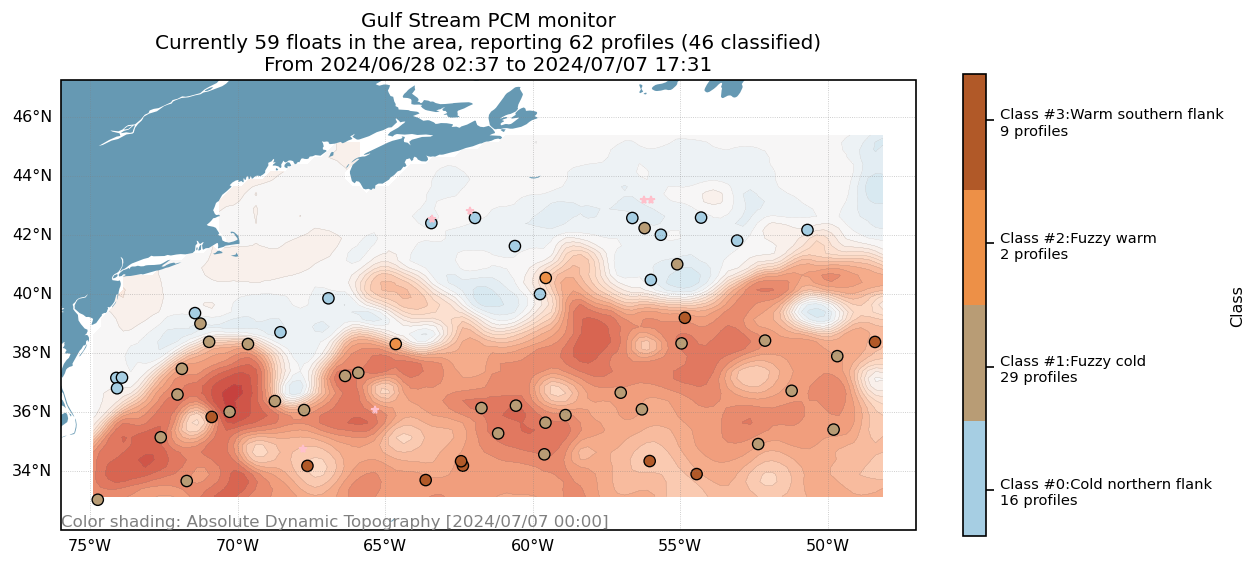 Gulf Stream PCM monitor
Currently 59 floats in the area, reporting 62 profiles (46 classified)
From 2024/06/28 02:37 to 2024/07/07 17:31
46°N
44°N
42°N
40°N
38°N
36°N
34°N
Color shading: Absolute Dynamic Topography [2024/07/07 00:00]
75°W 70°W 65°W 60°W 55°W 50°W
Class #3:Warm southern flank
9 profiles
Class #2:Fuzzy warm
2 profiles
Class #1:Fuzzy cold
29 profiles
Class #0:Cold northern flank
16 profiles
Class